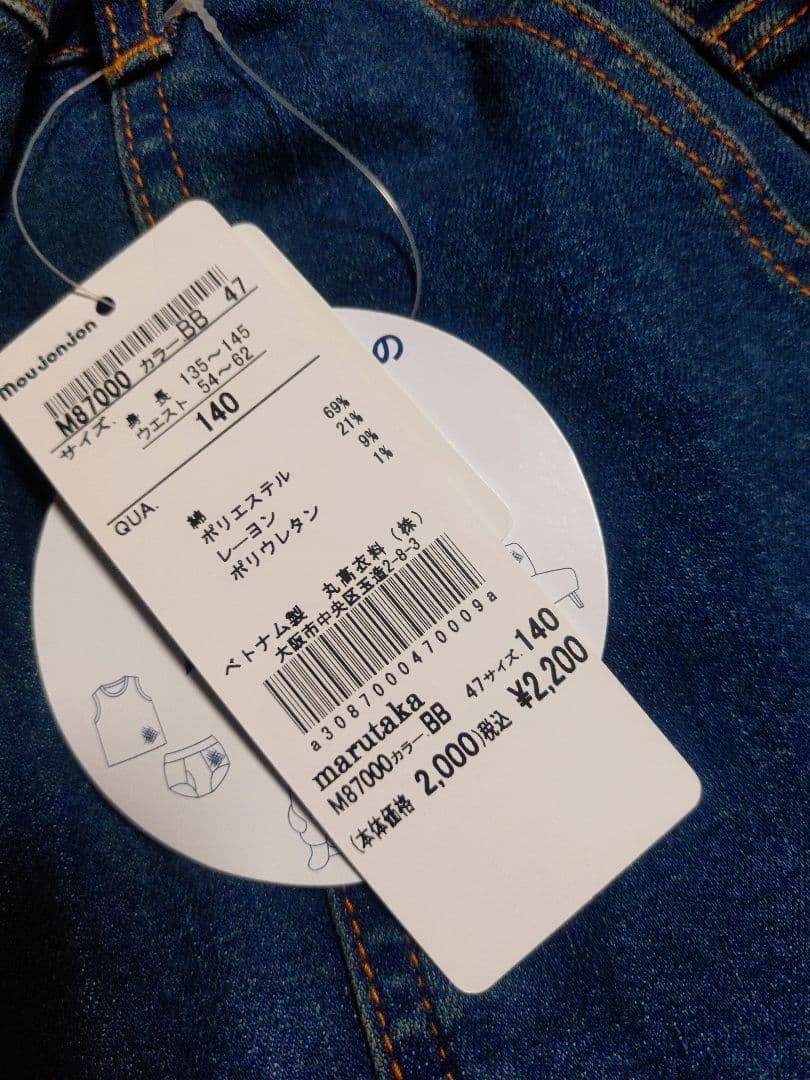 moujonjon
M87000 カラー.BB 47
サイズ. 身長 135～145
ウエスト 54～62
140
QUA.
綿 69%
ポリエステル 21%
レーヨン 9%
ポリウレタン 1%
ベトナム製 丸高衣料(株)
大阪市中央区玉造2-8-3
a3087000470009a
marutaka
M87000カラー.BB 47サイズ.140
(本体価格 2,000)税込 ¥2,200
の